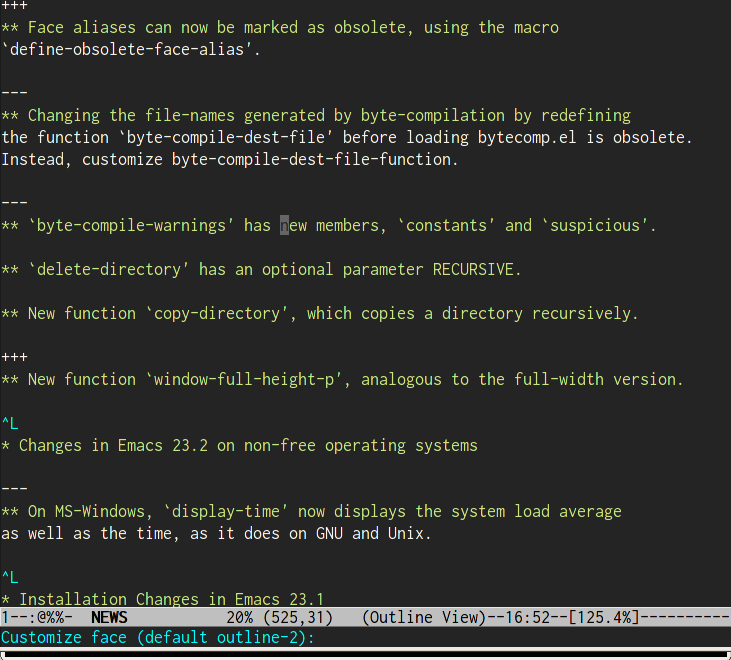 +++
** Face aliases can now be marked as obsolete, using the macro
`define-obsolete-face-alias'.
---
** Changing the file-names generated by byte-compilation by redefining
the function `byte-compile-dest-file' before loading bytecomp.el is obsolete.
Instead, customize byte-compile-dest-file-function.
---
** `byte-compile-warnings' has new members, `constants' and `suspicious'.
** `delete-directory' has an optional parameter RECURSIVE.
** New function `copy-directory', which copies a directory recursively.
+++
** New function `window-full-height-p', analogous to the full-width version.
^L
* Changes in Emacs 23.2 on non-free operating systems
---
** On MS-Windows, `display-time' now displays the system load average
as well as the time, as it does on GNU and Unix.
^L
* Installation Changes in Emacs 23.1
1--:@%%-  NEWS           20% (525,31)   (Outline View)--16:52--[125.4%]----------
Customize face (default outline-2):